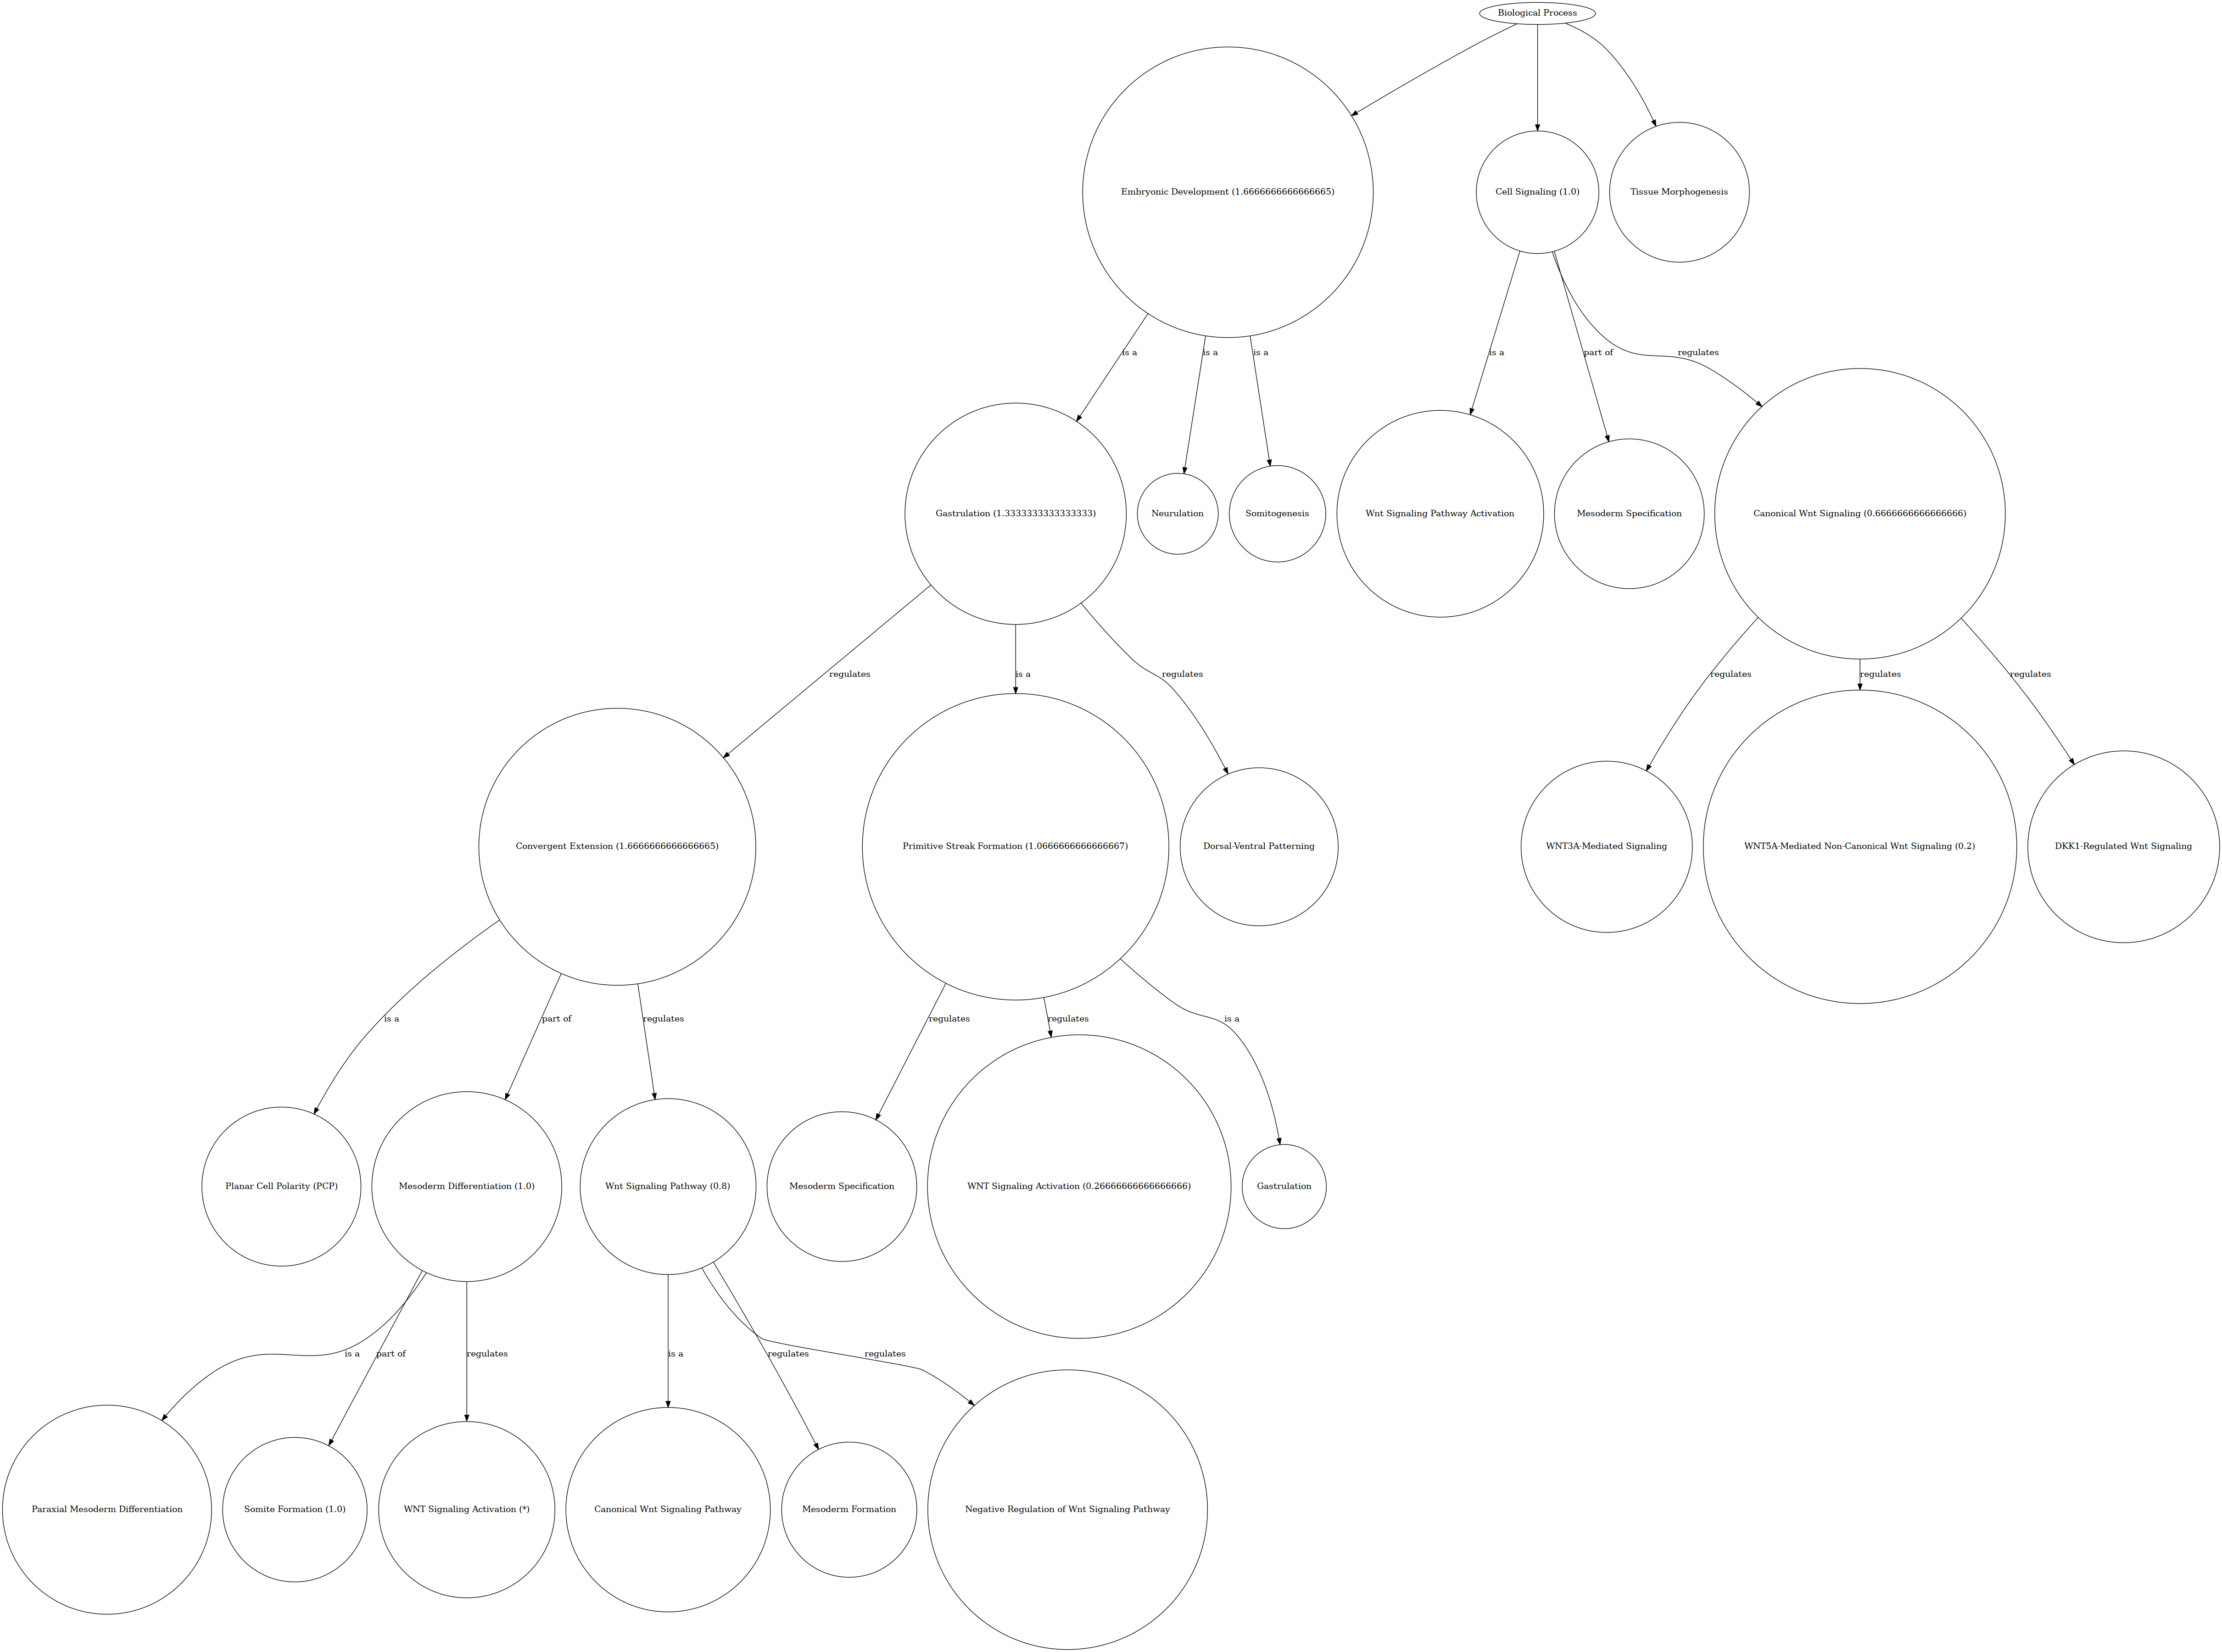 Biological Process
Embryonic Development (1.6666666666666665)
Cell Signaling (1.0)
Tissue Morphogenesis
is a
is a
is a
is a
part of
regulates
Gastrulation (1.3333333333333333)
Neurulation
Somitogenesis
Wnt Signaling Pathway Activation
Mesoderm Specification
Canonical Wnt Signaling (0.6666666666666666)
regulates
is a
regulates
regulates
regulates
regulates
Convergent Extension (1.6666666666666665)
Primitive Streak Formation (1.0666666666666667)
Dorsal-Ventral Patterning
WNT3A-Mediated Signaling
WNT5A-Mediated Non-Canonical Wnt Signaling (0.2)
DKK1-Regulated Wnt Signaling
is a
part of
regulates
regulates
regulates
is a
Planar Cell Polarity (PCP)
Mesoderm Differentiation (1.0)
Wnt Signaling Pathway (0.8)
Mesoderm Specification
WNT Signaling Activation (0.26666666666666666)
Gastrulation
is a
part of
regulates
is a
regulates
regulates
Paraxial Mesoderm Differentiation
Somite Formation (1.0)
WNT Signaling Activation (*)
Canonical Wnt Signaling Pathway
Mesoderm Formation
Negative Regulation of Wnt Signaling Pathway